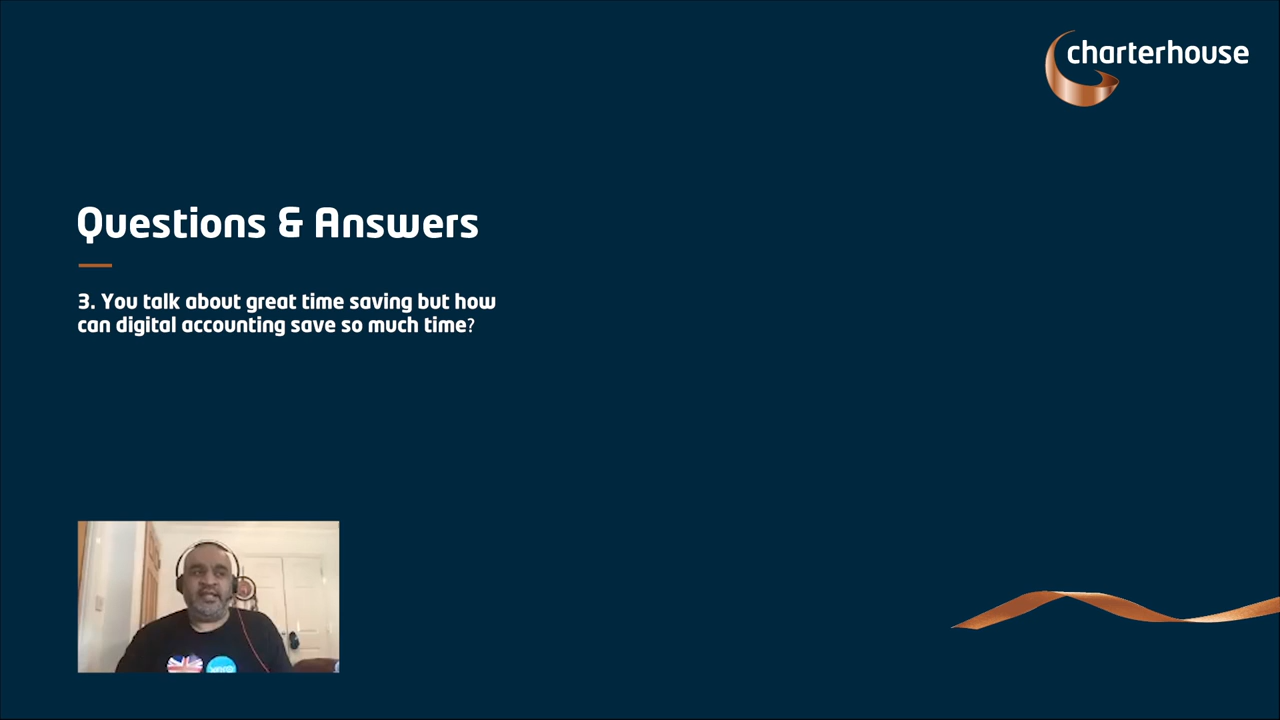 charterhouse
Questions & Answers
3. You talk about great time saving but how
can digital accounting save so much time?